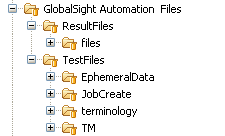 GlobalSight Automation Files
ResultFiles
files
TestFiles
EphemeralData
JobCreate
terminology
TM